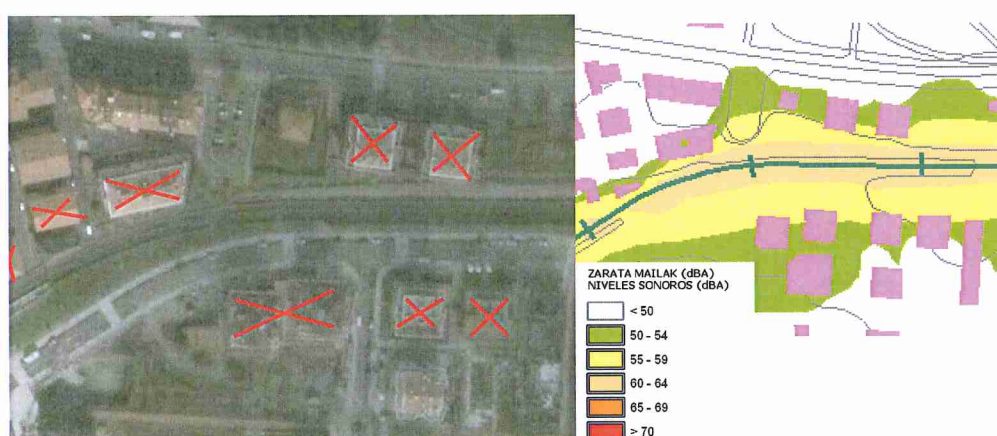 ZARATA MAILAK (dBA)
NIVELES SONOROS (dBA)
< 50
50 - 54
55 - 59
60 - 64
65 - 69
> 70